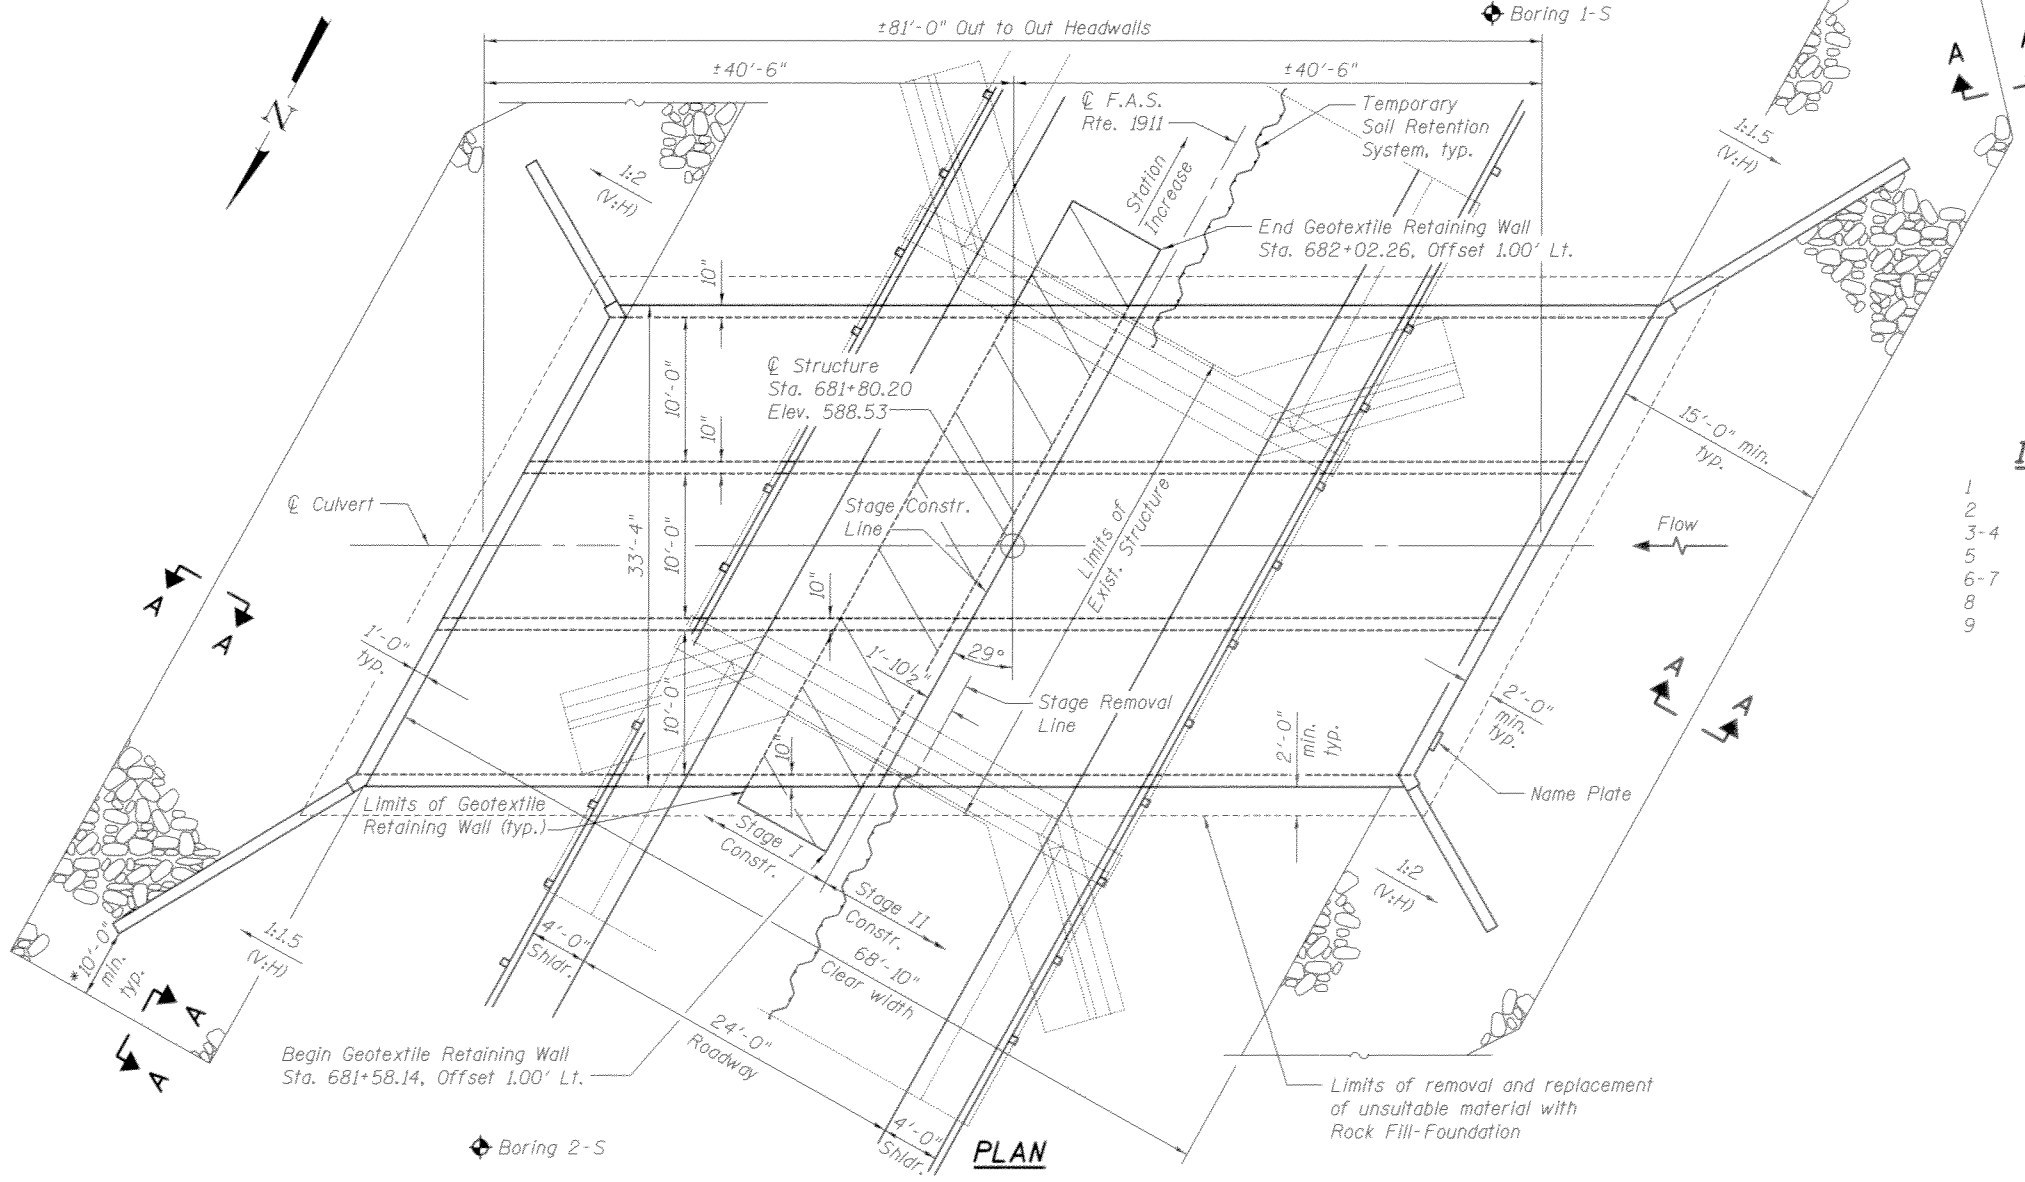 ±81'-0" Out to Out Headwalls
Boring 1-S
±40'-6"
±40'-6"
N
℄ F.A.S.
Rte. 1911
Temporary
Soil Retention
System, typ.
A
1:1.5
(V:H)
1:2
(V:H)
Station
Increase
End Geotextile Retaining Wall
Sta. 682+02.26, Offset 1.00' Lt.
10"
℄ Structure
Sta. 681+80.20
Elev. 588.53
10'-0"
10"
15'-0" min.
typ.
℄ Culvert
Stage Constr.
Line
Limits of
Exist. Structure
Flow
33'-4"
10'-0"
10"
1
2
3-4
5
6-7
8
9
A
A
1'-0"
typ.
1'-10½"
29°
Stage Removal
Line
10'-0"
10"
2'-0"
min.
typ.
2'-0"
min.
typ.
A
A
Name Plate
Limits of Geotextile
Retaining Wall (typ.)
Stage I
Constr.
Stage II
Constr.
1:2
(V:H)
1:1.5
(V:H)
*10'-0"
min.
typ.
4'-0"
Shldr.
68'-10"
Clear width
A
A
24'-0"
Roadway
Begin Geotextile Retaining Wall
Sta. 681+58.14, Offset 1.00' Lt.
Limits of removal and replacement
of unsuitable material with
Rock Fill-Foundation
4'-0"
Shldr.
Boring 2-S
PLAN